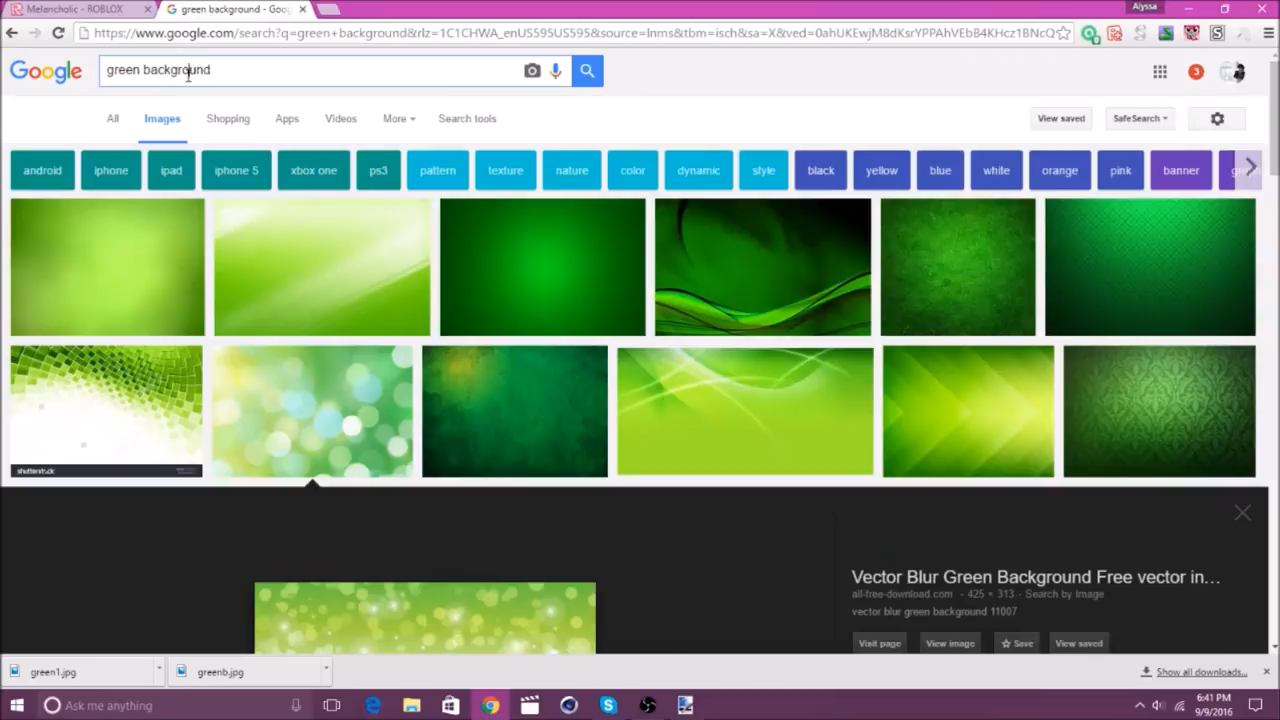 Melancholic - ROBLOX
green background - Goo
Alyssa
https://www.google.com/search?q=green+background&rlz=1C1CHWA_enUS595US595&source=lnms&tbm=isch&sa=X&ved=0ahUKEwjM8dKsrYPPAhVEbB4KHcz1BNcQ
Google
green background
3
All Images Shopping Apps Videos More Search tools
View saved SafeSearch
android iphone ipad iphone 5 xbox one ps3 pattern texture nature color dynamic style black yellow blue white orange pink banner
shutterstock
Vector Blur Green Background Free vector in…
all-free-download.com - 425 × 313 - Search by Image
vector blur green background 11007
Visit page View image Save View saved
green1.jpg greenb.jpg Show all downloads...
Ask me anything
6:41 PM
9/9/2016